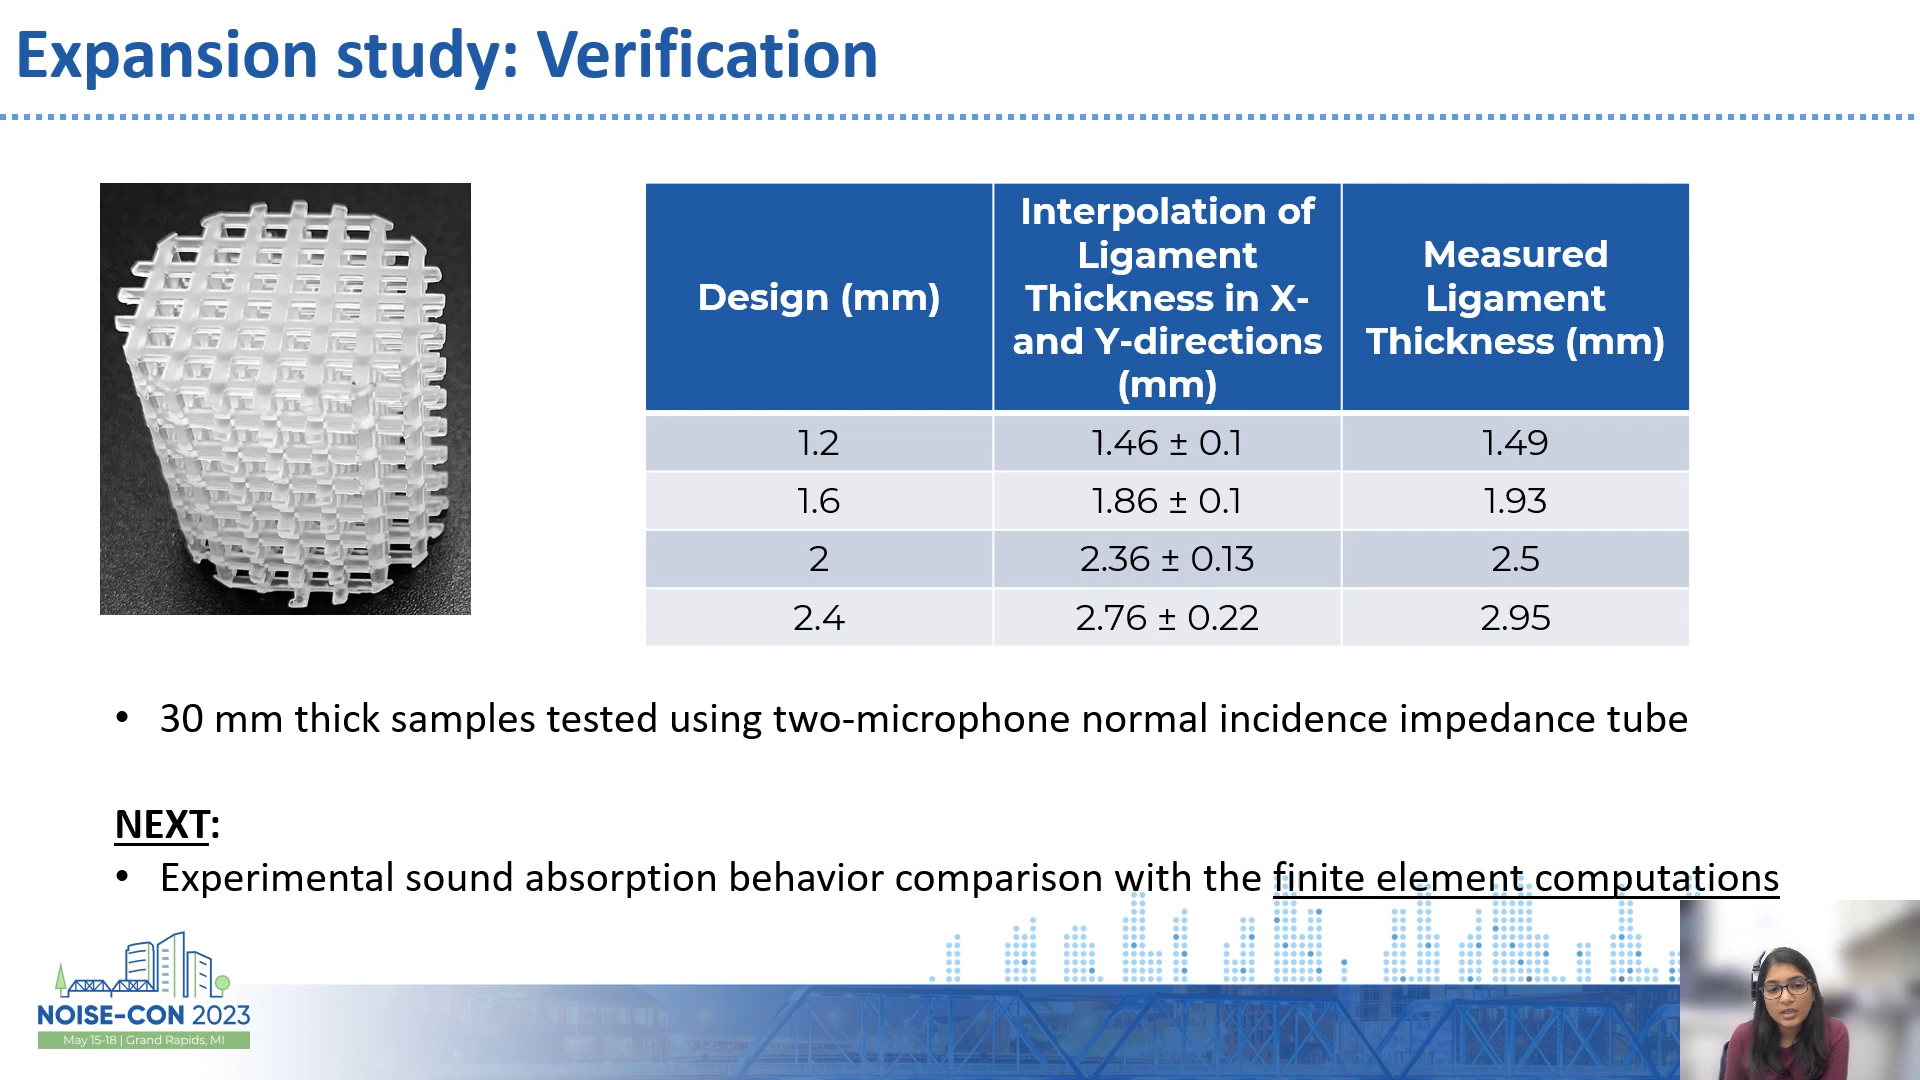 Expansion study: Verification
Design (mm)
Interpolation of
Ligament
Thickness in X-
and Y-directions
(mm)
Measured
Ligament
Thickness (mm)
1.2 1.46 ± 0.1 1.49
1.6 1.86 ± 0.1 1.93
2 2.36 ± 0.13 2.5
2.4 2.76 ± 0.22 2.95
• 30 mm thick samples tested using two-microphone normal incidence impedance tube
NEXT:
• Experimental sound absorption behavior comparison with the finite element computations
NOISE-CON 2023
May 15-18 | Grand Rapids, MI